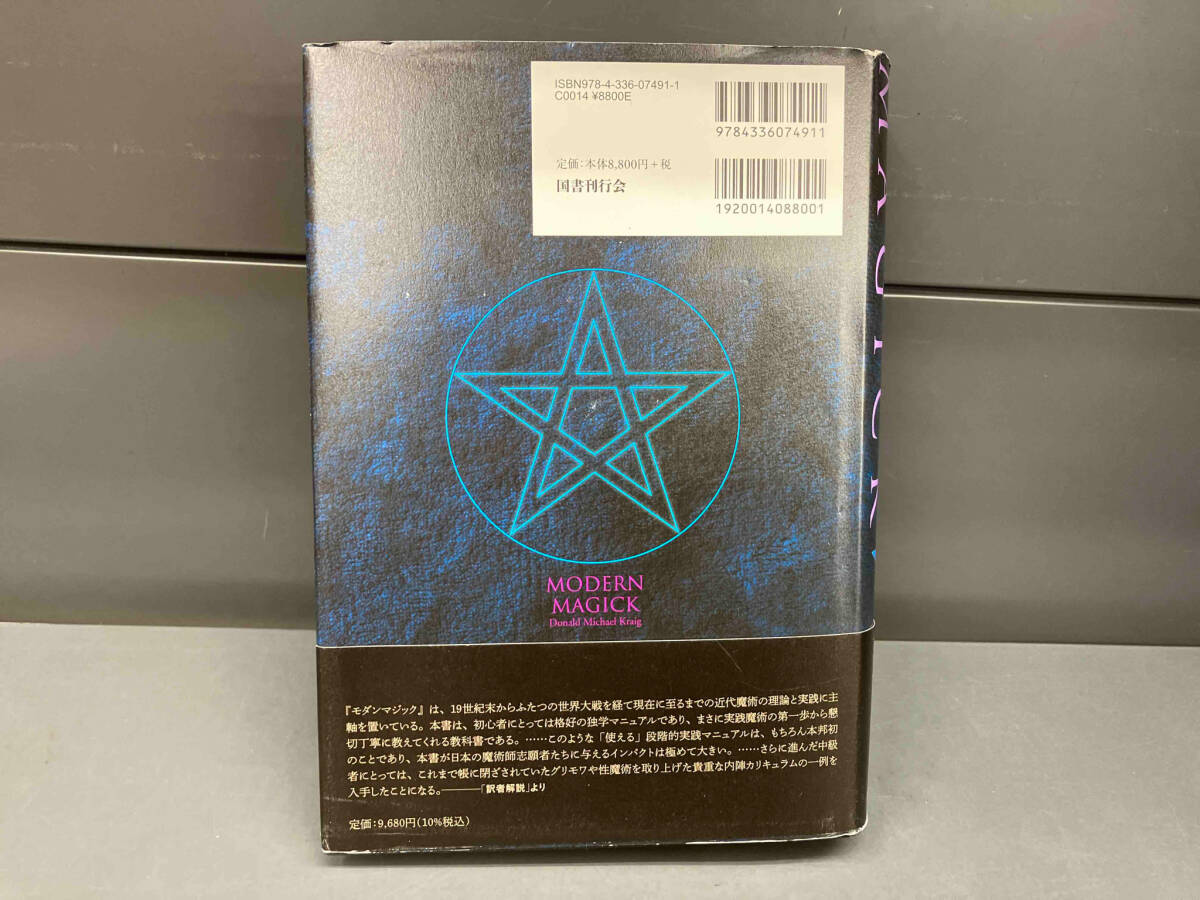 ISBN978-4-336-07491-1
C0014 ¥8800E
9784336074911
定価：本体8,800円+税
国書刊行会
1920014088001
MODERN
MAGICK
Donald Michael Kraig
『モダンマジック』は、19世紀末からふたつの世界大戦を経て現在に至るまでの近代魔術の理論と実践に主
軸を置いている。本書は、初心者にとっては格好の独学マニュアルであり、まさに実践魔術の第一歩から懇
切丁寧に教えてくれる教科書である。……このような「使える」段階的実践マニュアルは、もちろん本邦初
のことであり、本書が日本の魔術師志願者たちに与えるインパクトは極めて大きい。……さらに進んだ中級
者にとっては、これまで帳に閉ざされていたグリモワや性魔術を取り上げた貴重な内陣カリキュラムの一例を
入手したことになる。———「訳者解説」より
定価：9,680円（10%税込）
MAGICK